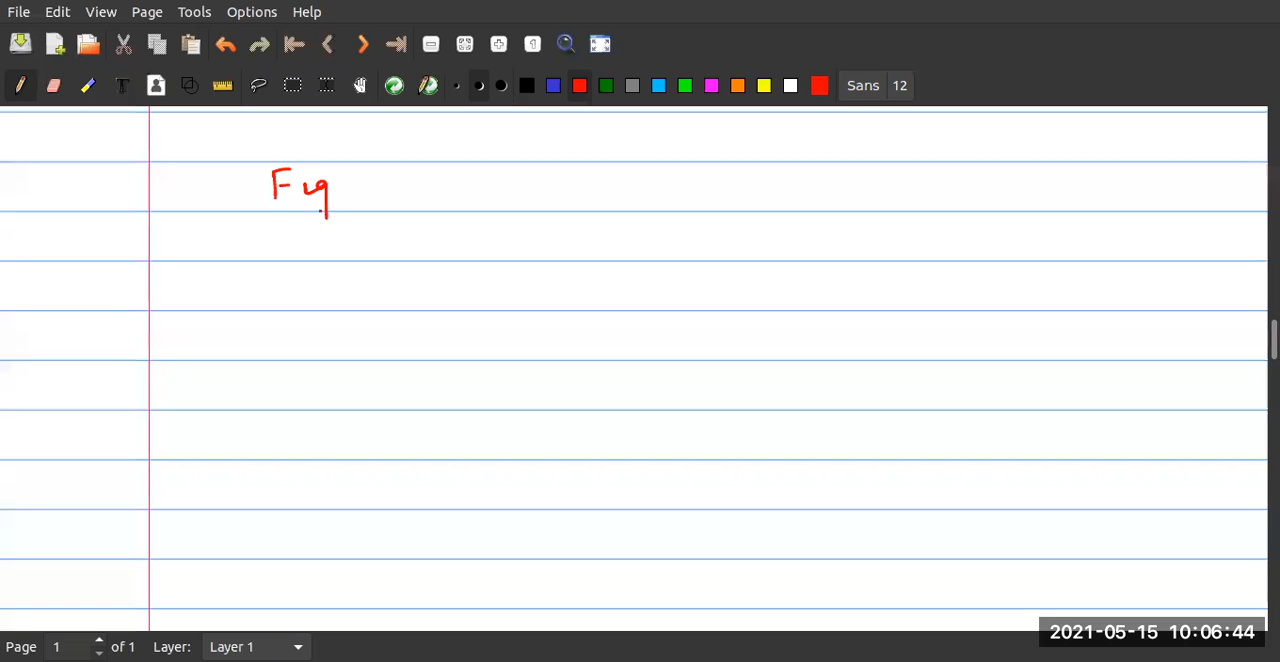 File Edit View Page Tools Options Help
Sans 12
Fig
2021-05-15 10:06:44
Page 1 of 1 Layer: Layer 1